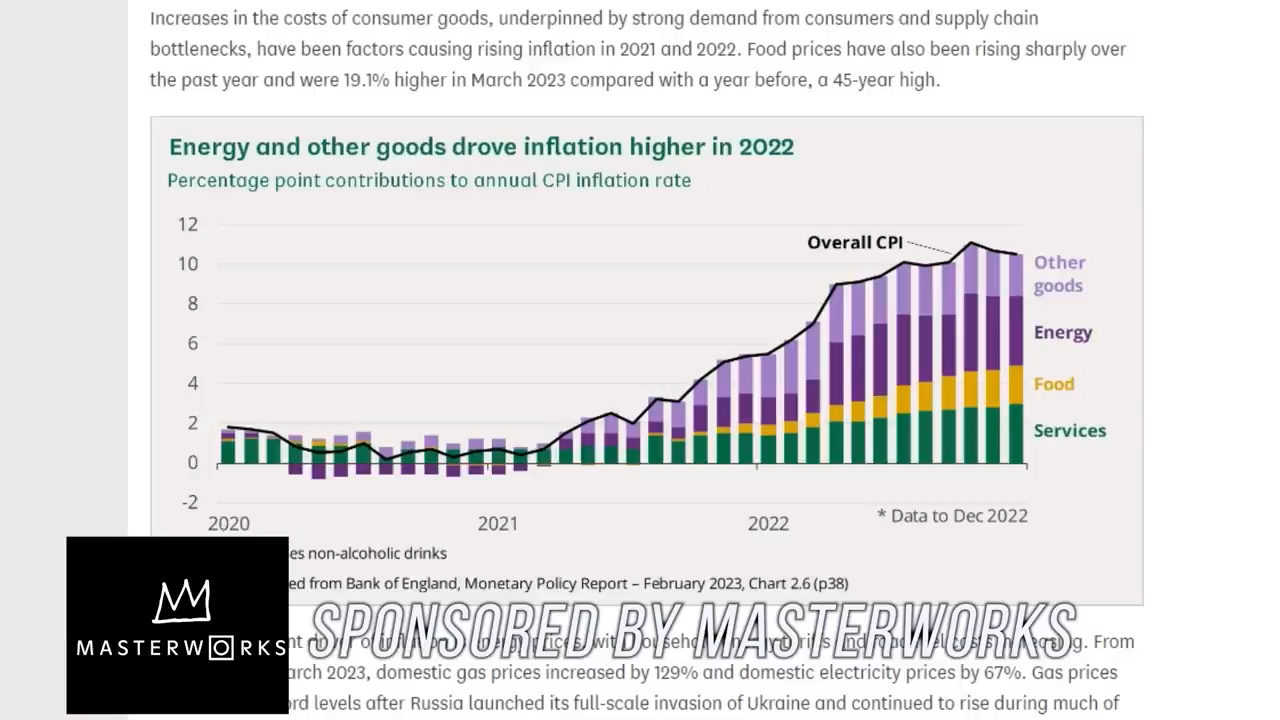 Increases in the costs of consumer goods, underpinned by strong demand from consumers and supply chain
bottlenecks, have been factors causing rising inflation in 2021 and 2022. Food prices have also been rising sharply over
the past year and were 19.1% higher in March 2023 compared with a year before, a 45-year high.
Energy and other goods drove inflation higher in 2022
Percentage point contributions to annual CPI inflation rate
12
10
8
6
4
2
0
-2
Overall CPI
Other
goods
Energy
Food
Services
2020
2021
2022
* Data to Dec 2022
es non-alcoholic drinks
ed from Bank of England, Monetary Policy Report – February 2023, Chart 2.6 (p38)
MASTERWORKS
SPONSORED BY MASTERWORKS
increasing. From
arch 2023, domestic gas prices increased by 129% and domestic electricity prices by 67%. Gas prices
ord levels after Russia launched its full-scale invasion of Ukraine and continued to rise during much of